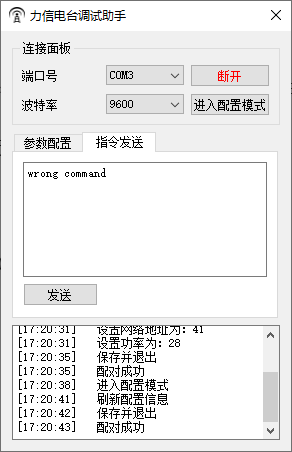 力信电台调试助手
连接面板
端口号 COM3 断开
波特率 9600 进入配置模式
参数配置 指令发送
wrong command
发送
[17:20:31] 设置网络地址为: 41
[17:20:31] 设置功率为: 28
[17:20:35] 保存并退出
[17:20:35] 配对成功
[17:20:38] 进入配置模式
[17:20:41] 刷新配置信息
[17:20:42] 保存并退出
[17:20:43] 配对成功